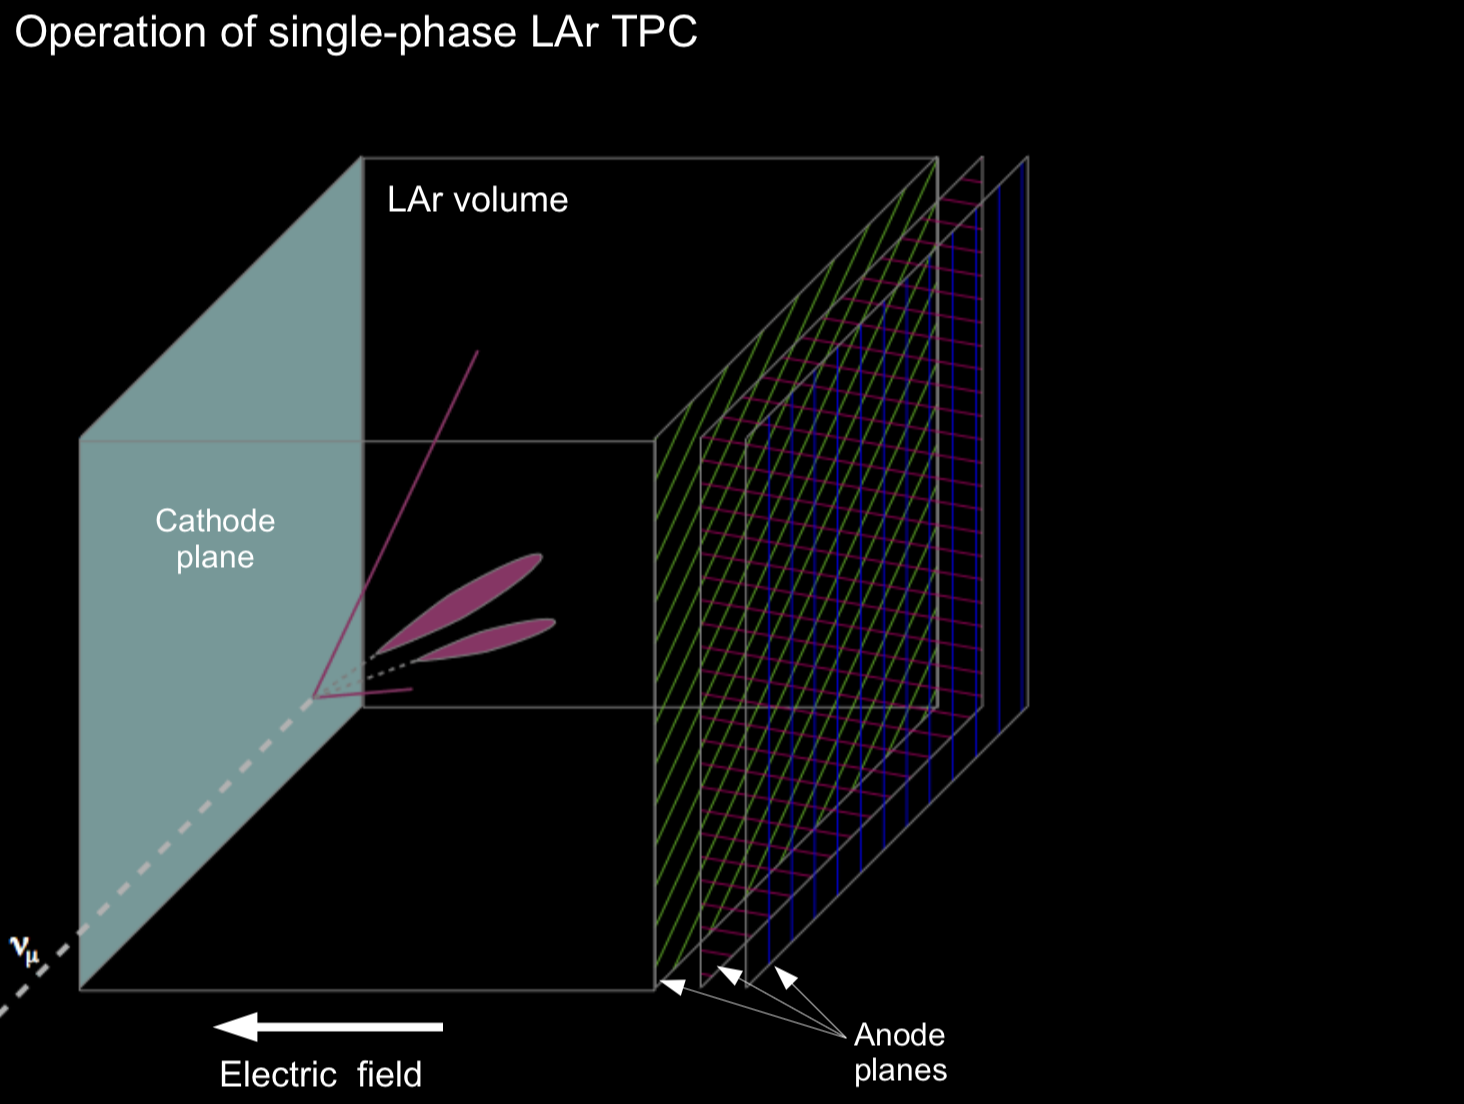 Operation of single-phase LAr TPC
LAr volume
Cathode
plane
νμ
Electric field
Anode
planes